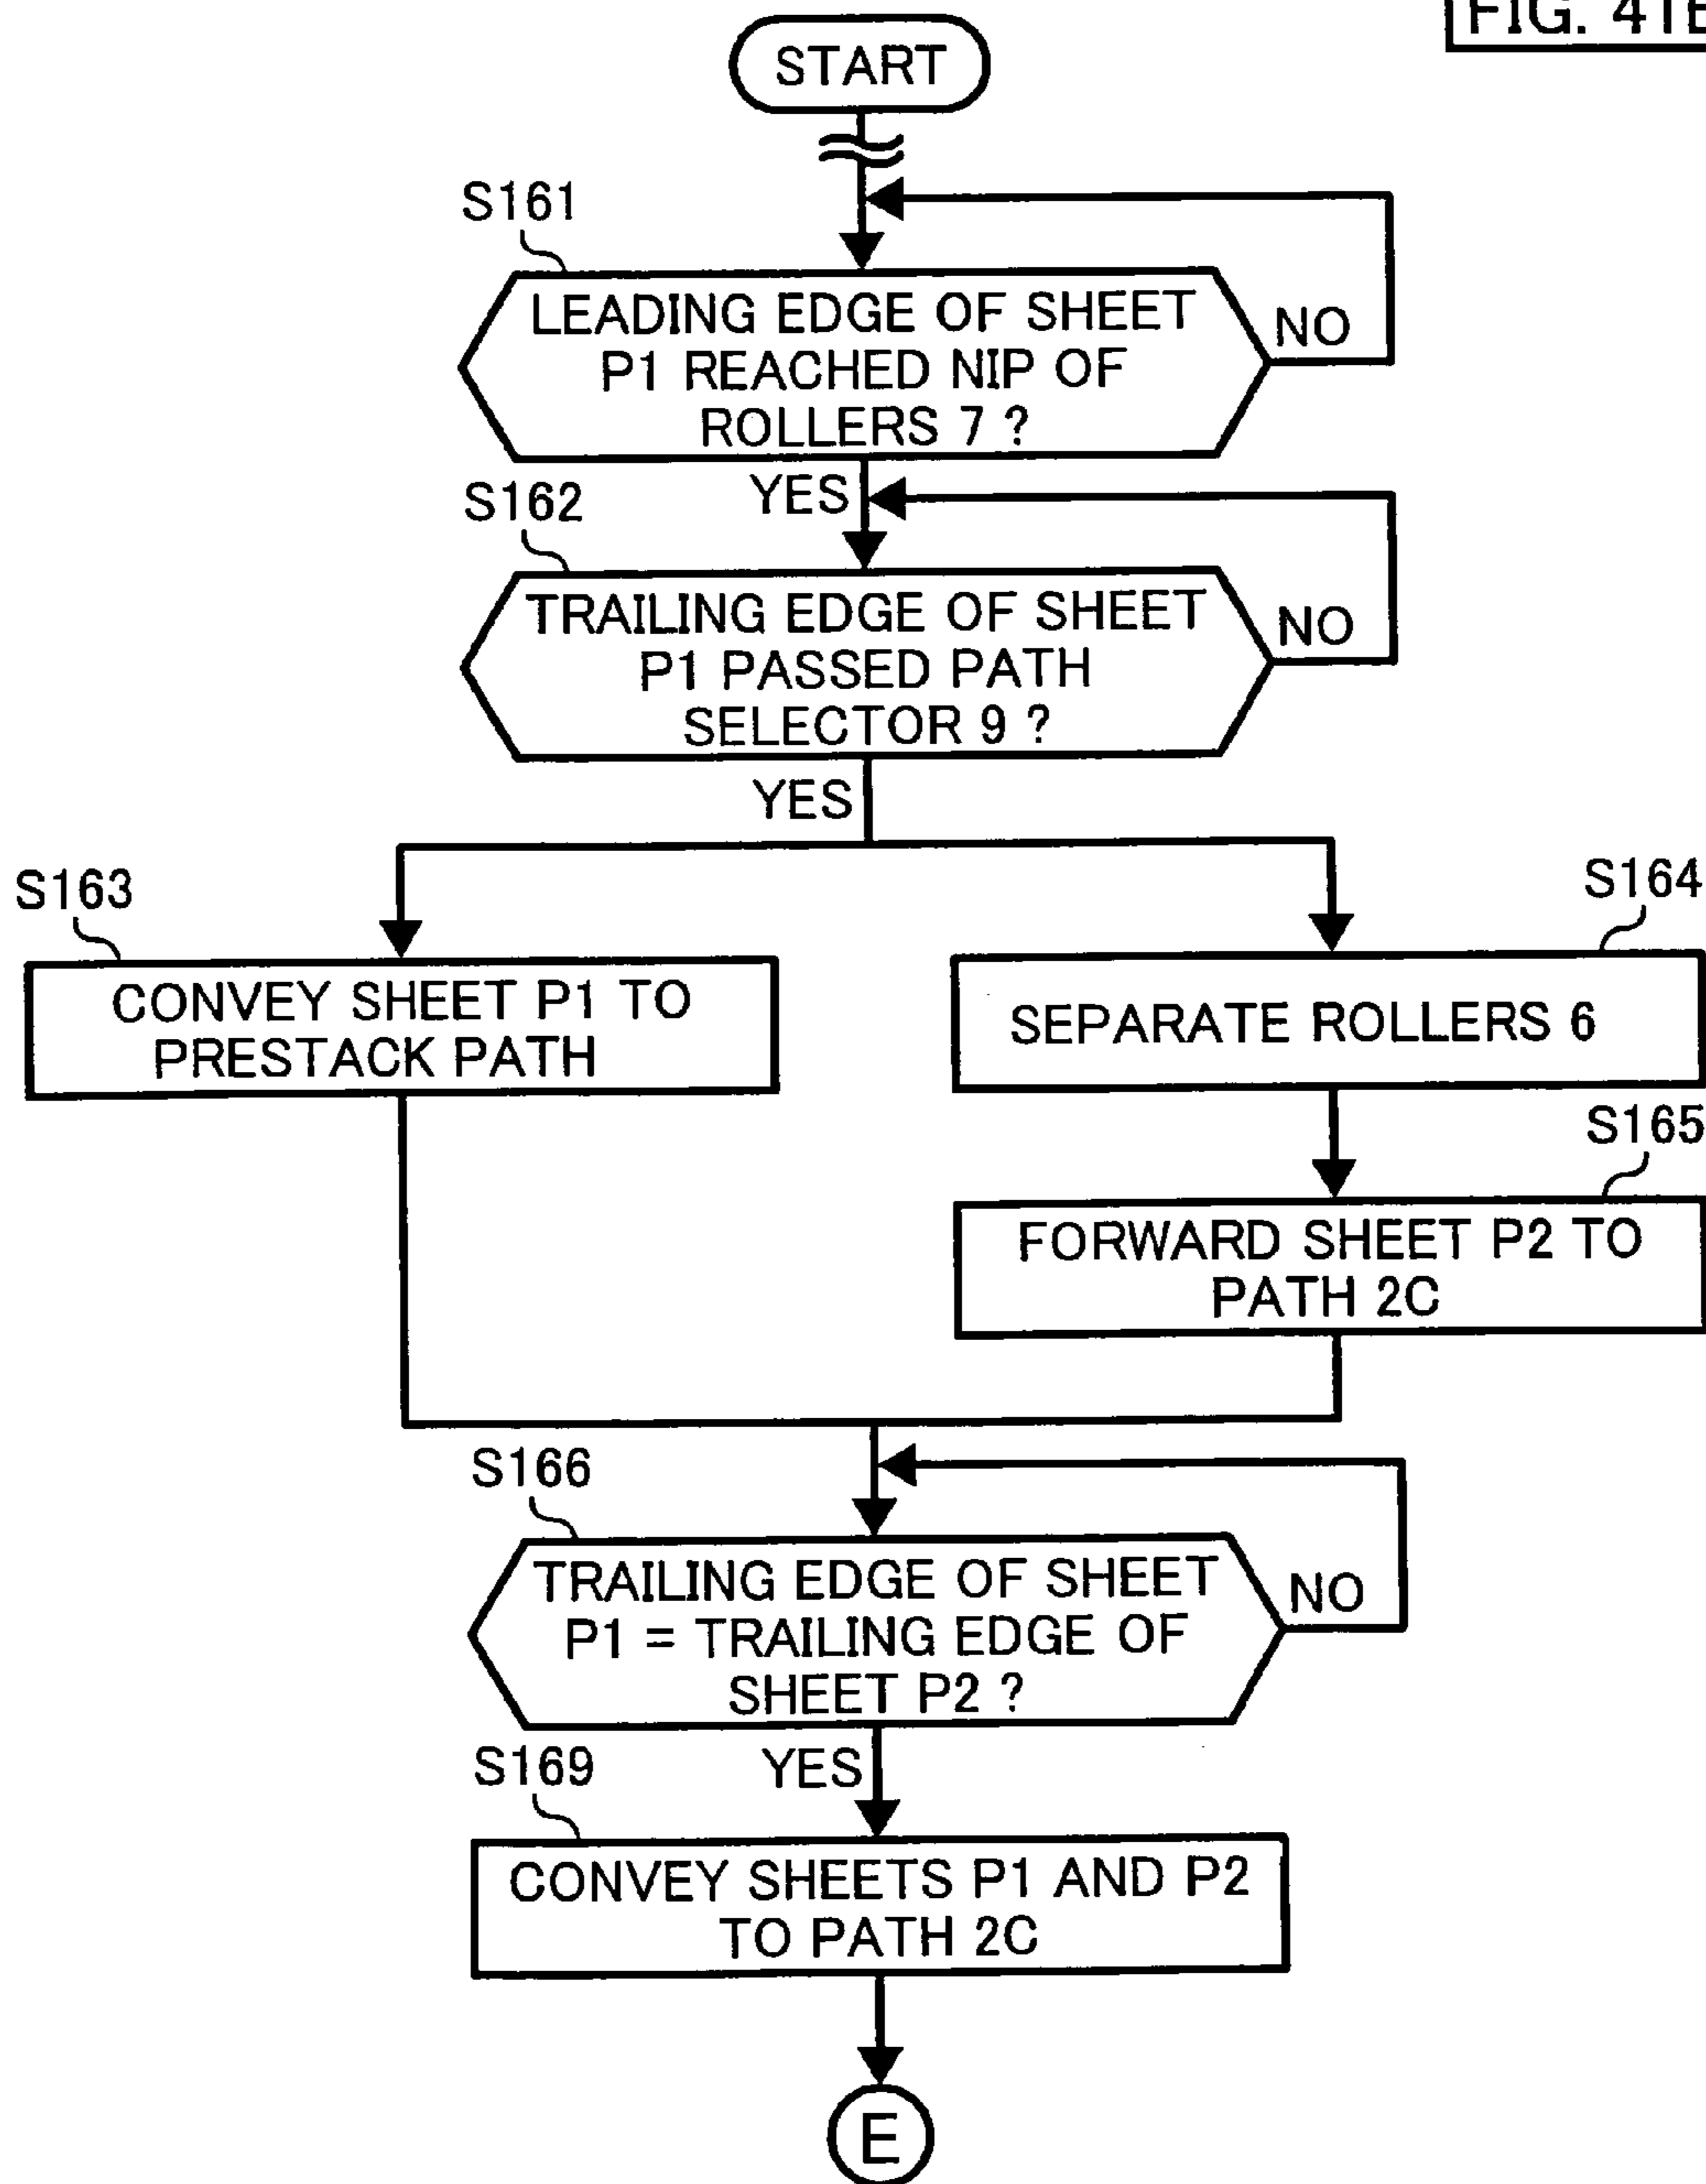 FIG. 41B
START
S161
LEADING EDGE OF SHEET
P1 REACHED NIP OF
ROLLERS 7 ?
NO
YES
S162
TRAILING EDGE OF SHEET
P1 PASSED PATH
SELECTOR 9 ?
NO
YES
S163
CONVEY SHEET P1 TO
PRESTACK PATH
S164
SEPARATE ROLLERS 6
S165
FORWARD SHEET P2 TO
PATH 2C
S166
TRAILING EDGE OF SHEET
P1 = TRAILING EDGE OF
SHEET P2 ?
NO
YES
S169
CONVEY SHEETS P1 AND P2
TO PATH 2C
E